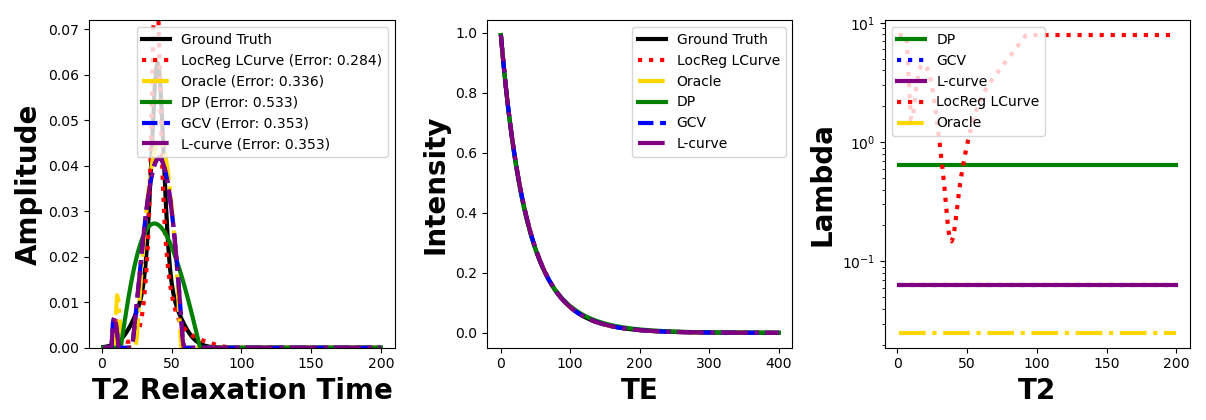 0.07
0.06
0.05
0.04
0.03
0.02
0.01
0.00
Amplitude
Ground Truth
LocReg LCurve (Error: 0.284)
Oracle (Error: 0.336)
DP (Error: 0.533)
GCV (Error: 0.353)
L-curve (Error: 0.353)
0 50 100 150 200
T2 Relaxation Time
1.0
0.8
0.6
0.4
0.2
0.0
Intensity
Ground Truth
LocReg LCurve
Oracle
DP
GCV
L-curve
0 100 200 300 400
TE
10¹
10⁰
10⁻¹
Lambda
DP
GCV
L-curve
LocReg LCurve
Oracle
0 50 100 150 200
T2